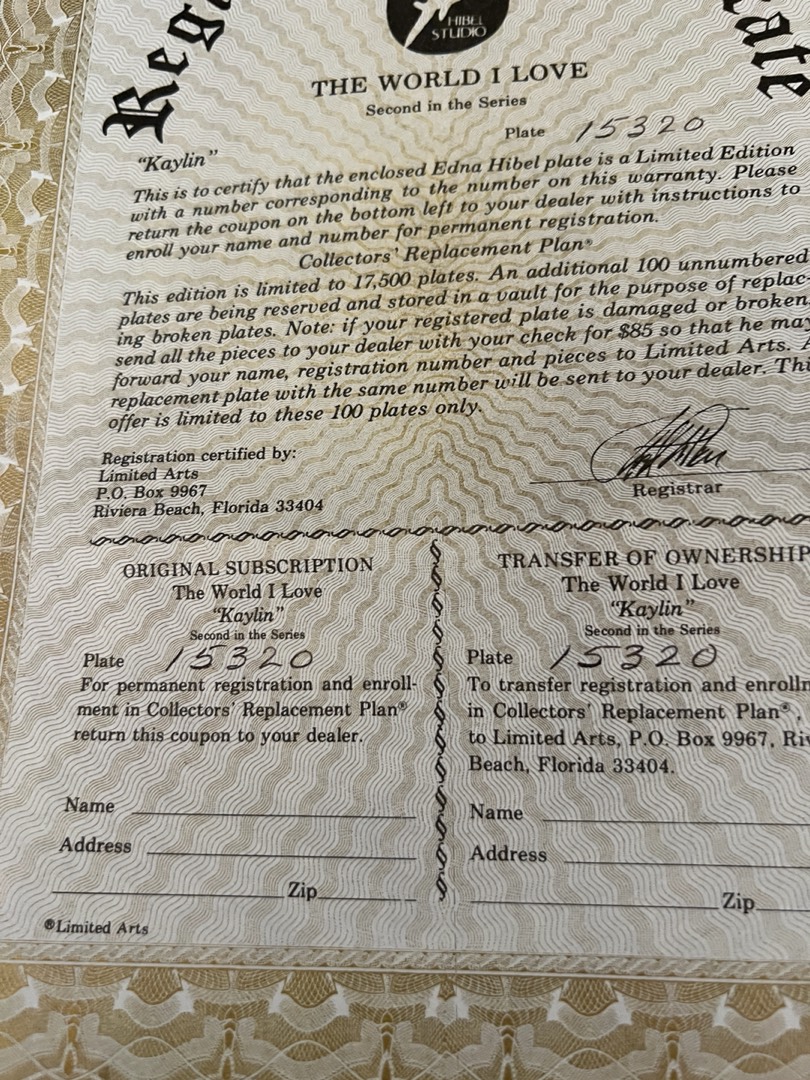 Reg
ate
HIBEL
STUDIO
THE WORLD I LOVE
Second in the Series
Plate 15320
"Kaylin"
This is to certify that the enclosed Edna Hibel plate is a Limited Edition
with a number corresponding to the number on this warranty. Please
return the coupon on the bottom left to your dealer with instructions to
enroll your name and number for permanent registration.
Collectors' Replacement Plan®
This edition is limited to 17,500 plates. An additional 100 unnumbered
plates are being reserved and stored in a vault for the purpose of replac-
ing broken plates. Note: if your registered plate is damaged or broken,
send all the pieces to your dealer with your check for $85 so that he may
forward your name, registration number and pieces to Limited Arts. A
replacement plate with the same number will be sent to your dealer. Thi
offer is limited to these 100 plates only.
Registration certified by:
Limited Arts
P.O. Box 9967
Riviera Beach, Florida 33404
Registrar
ORIGINAL SUBSCRIPTION
The World I Love
"Kaylin"
Second in the Series
Plate 15320
For permanent registration and enroll-
ment in Collectors' Replacement Plan®
return this coupon to your dealer.
Name
Address
Zip
®Limited Arts
TRANSFER OF OWNERSHIP
The World I Love
"Kaylin"
Second in the Series
Plate 15320
To transfer registration and enrollm
in Collectors' Replacement Plan®,
to Limited Arts, P.O. Box 9967, Riv
Beach, Florida 33404.
Name
Address
Zip